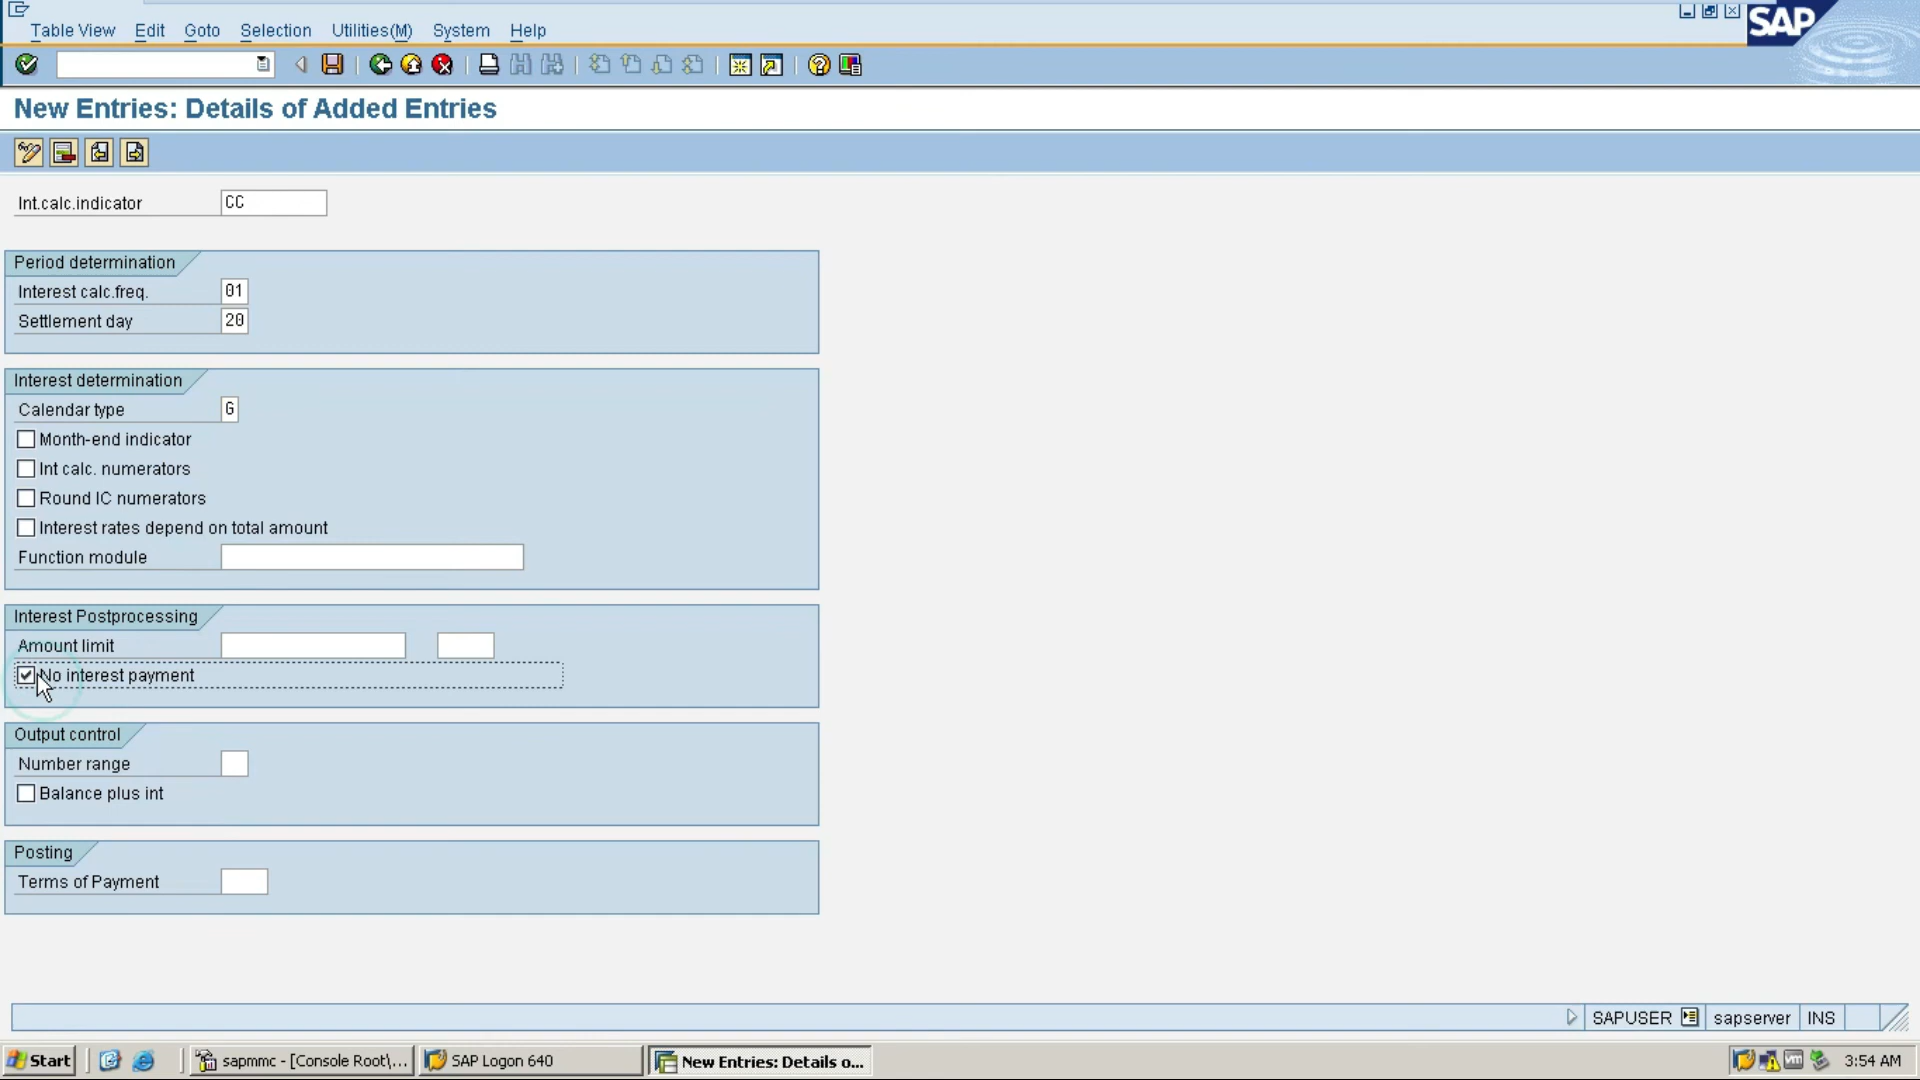 Table View Edit Goto Selection Utilities(M) System Help
SAP
New Entries: Details of Added Entries
Int.calc.indicator CC
Period determination
Interest calc.freq. 01
Settlement day 20
Interest determination
Calendar type G
Month-end indicator
Int calc. numerators
Round IC numerators
Interest rates depend on total amount
Function module
Interest Postprocessing
Amount limit
No interest payment
Output control
Number range
Balance plus int
Posting
Terms of Payment
SAPUSER sapserver INS
Start sapmmc - [Console Root\... SAP Logon 640 New Entries: Details o... 3:54 AM